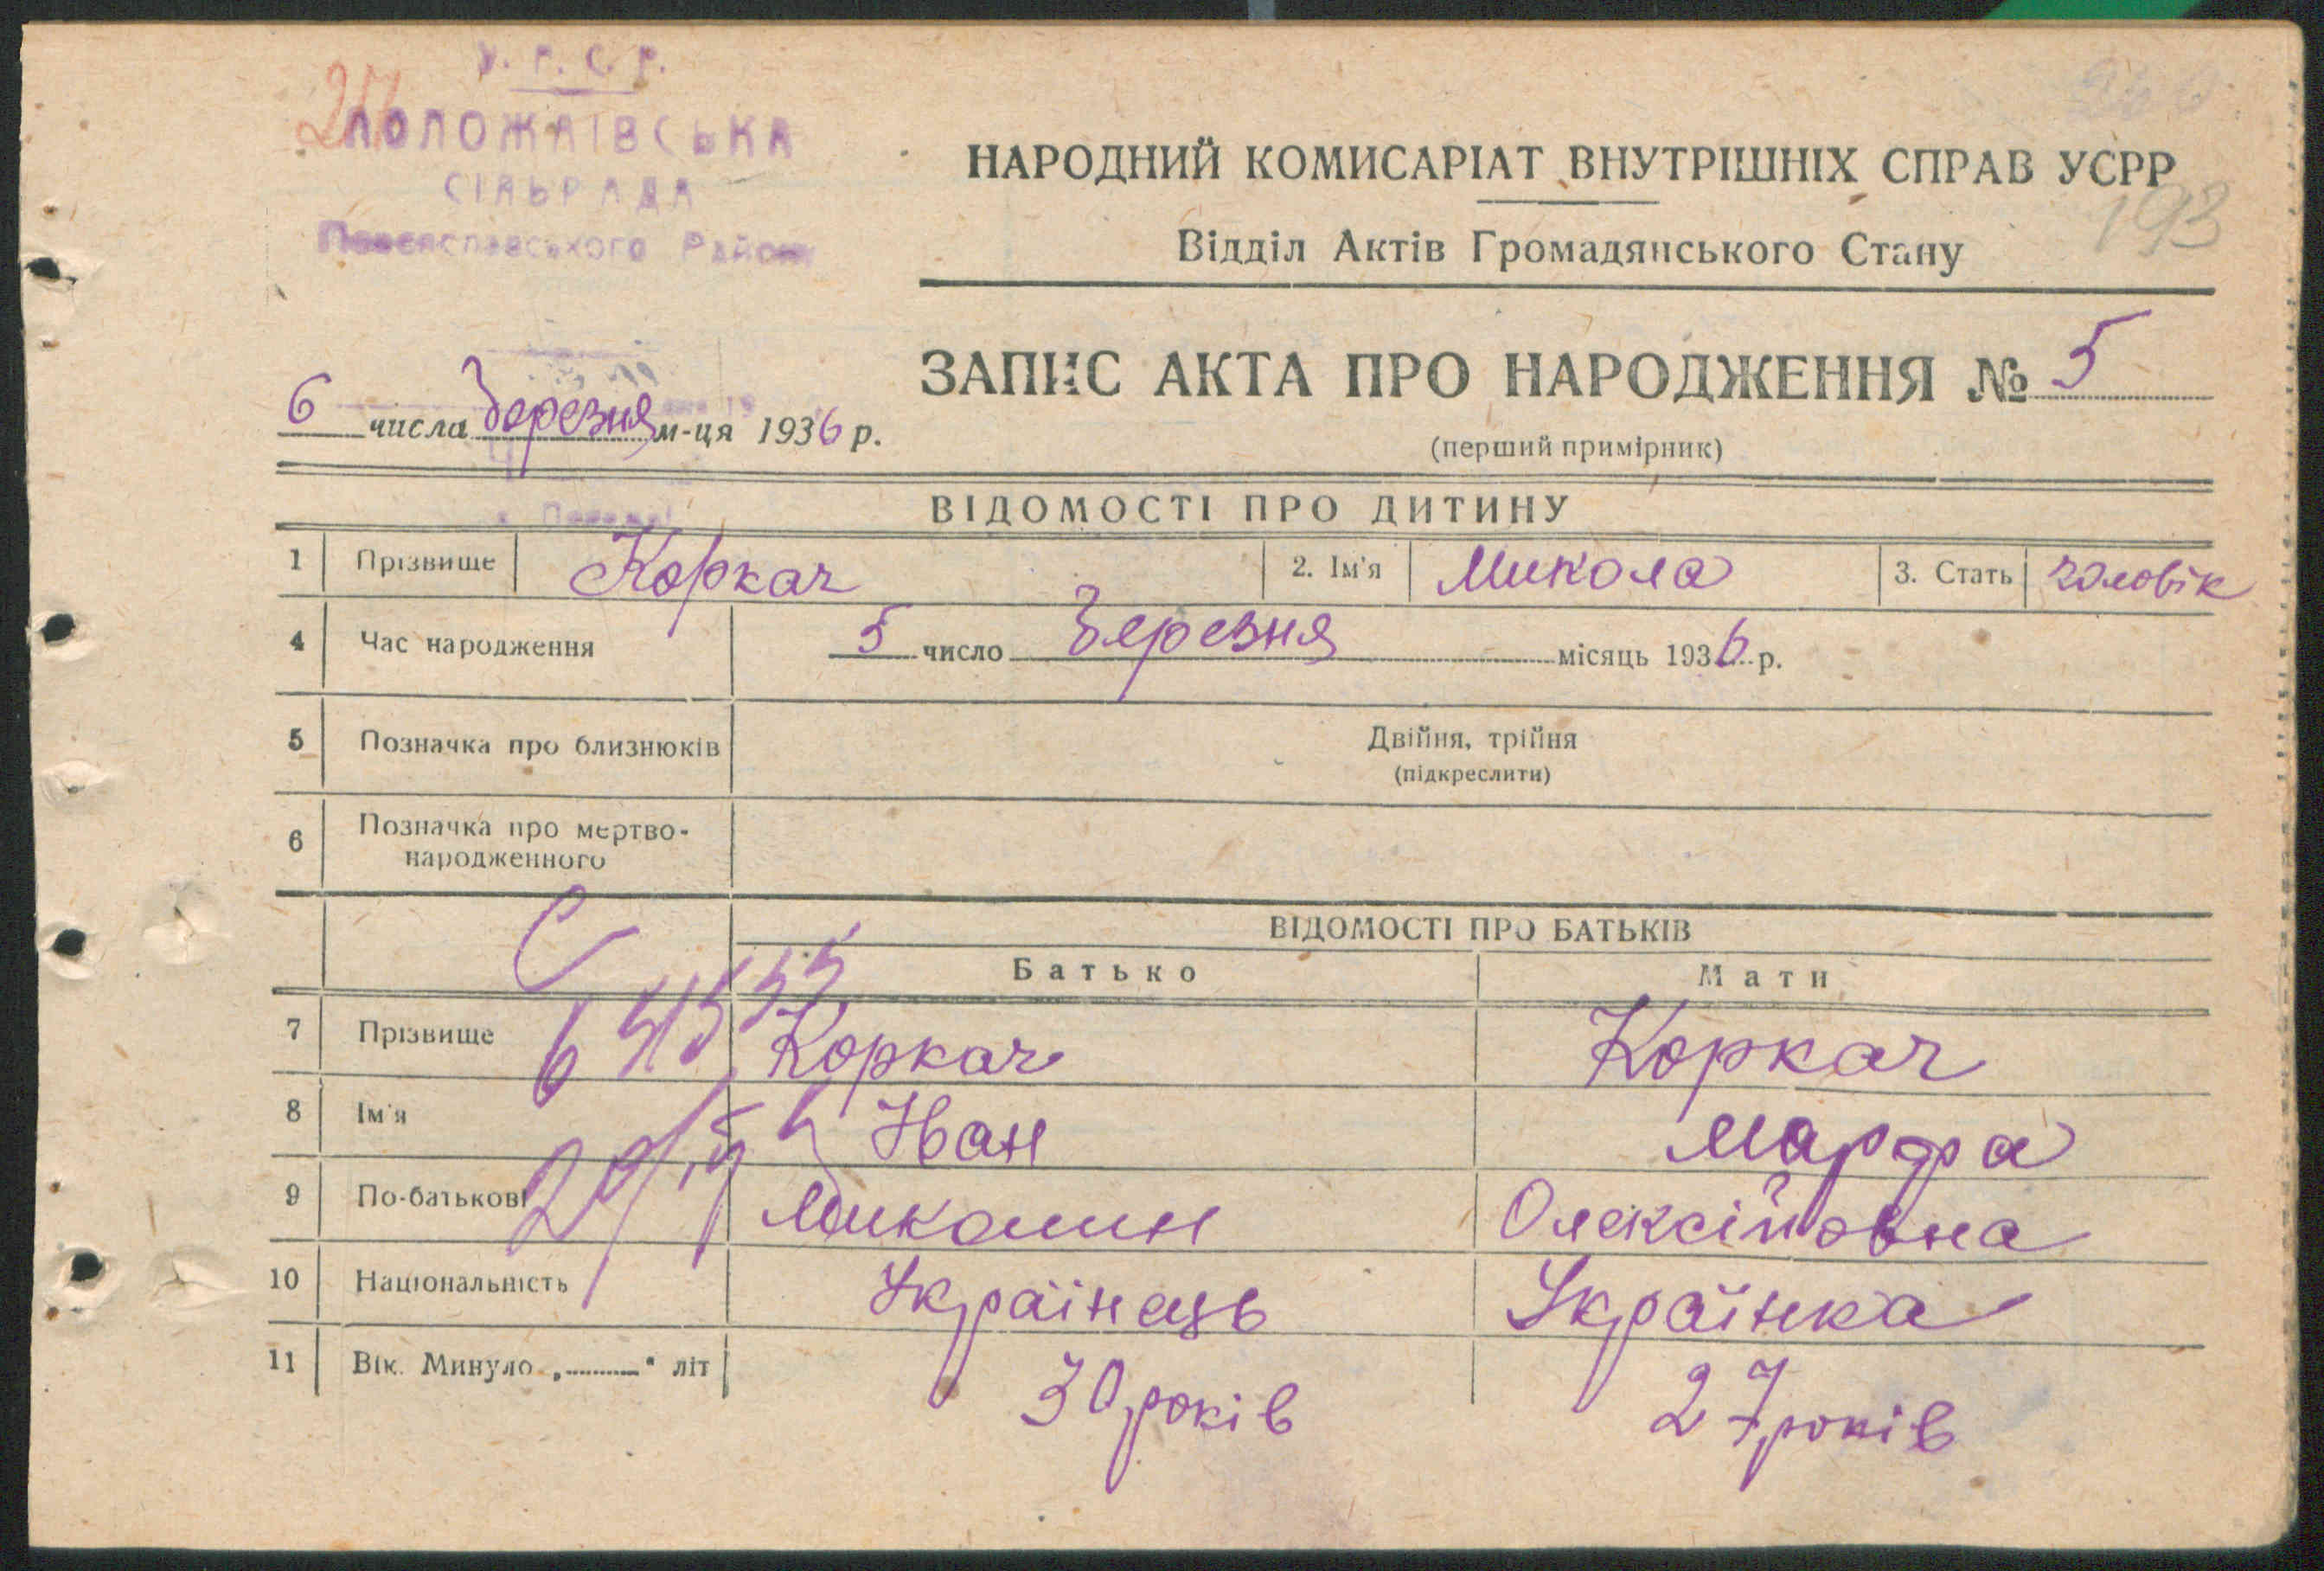 У.Р.С.Р.
ПОЛОЖАЇВСЬКА
СІЛЬРАДА
Переяславського Району
НАРОДНИЙ КОМИСАРІАТ ВНУТРІШНІХ СПРАВ УСРР
193
Відділ Актів Громадянського Стану
ЗАПИС АКТА ПРО НАРОДЖЕННЯ № 5
6 числа березня м-ця 1936 р.
(перший примірник)
ВІДОМОСТІ ПРО ДИТИНУ
1 Прізвище Коркач 2. Ім'я Микола 3. Стать чоловік
4 Час народження 5 число березня місяць 1936 р.
5 Позначка про близнюків Двійня, трійня
(підкреслити)
6 Позначка про мертво-
народженного
ВІДОМОСТІ ПРО БАТЬКІВ
Батько Мати
7 Прізвище Коркач Коркач
8 Ім'я Иван Марфа
9 По-батькові Олексійовна
10 Національність Українець Українка
11 Вік. Минуло „ “ літ 30 років 27 років